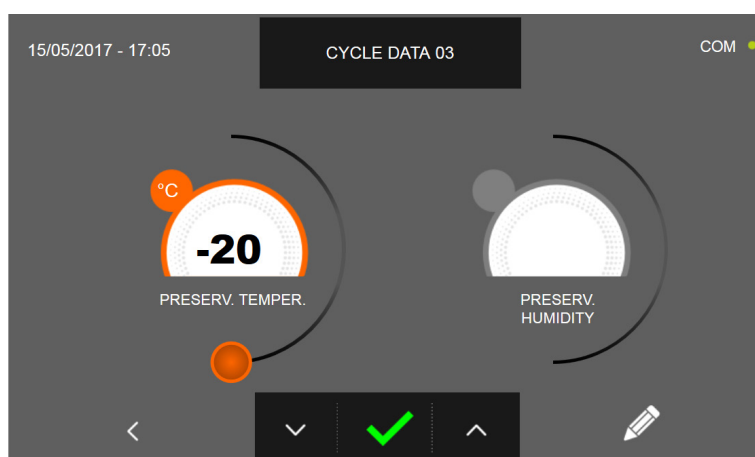 15/05/2017 - 17:05
CYCLE DATA 03
COM
°C
-20
PRESERV. TEMPER.
PRESERV.
HUMIDITY